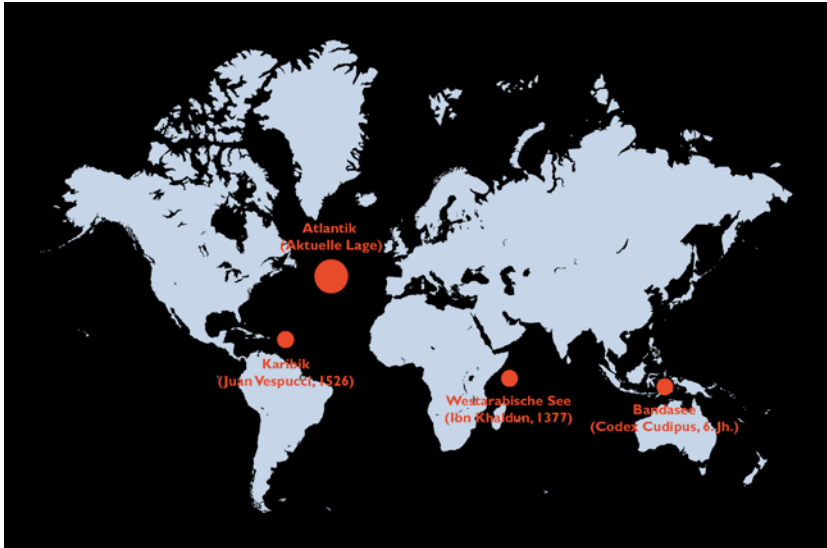 Atlantik
(Aktuelle Lage)
Karibik
(Juan Vespucci, 1526)
Westarabische See
(Ibn Khaldun, 1377)
Bandasee
(Codex Cudipus, 6. Jh.)